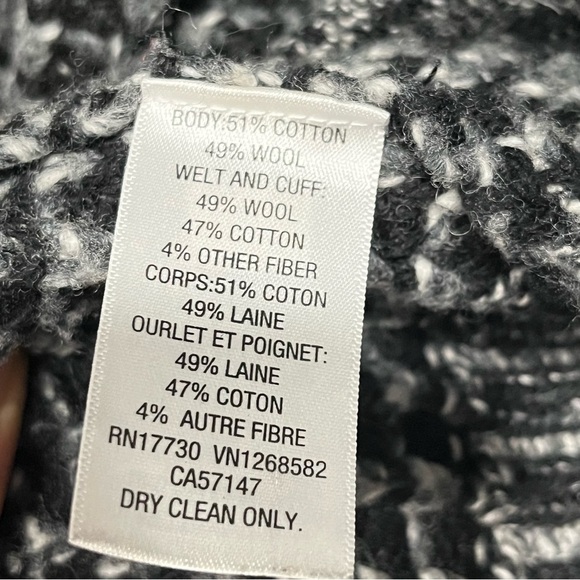 BODY:51% COTTON
49% WOOL
WELT AND CUFF:
49% WOOL
47% COTTON
4% OTHER FIBER
CORPS:51% COTON
49% LAINE
OURLET ET POIGNET:
49% LAINE
47% COTON
4% AUTRE FIBRE
RN17730 VN1268582
CA57147
DRY CLEAN ONLY.